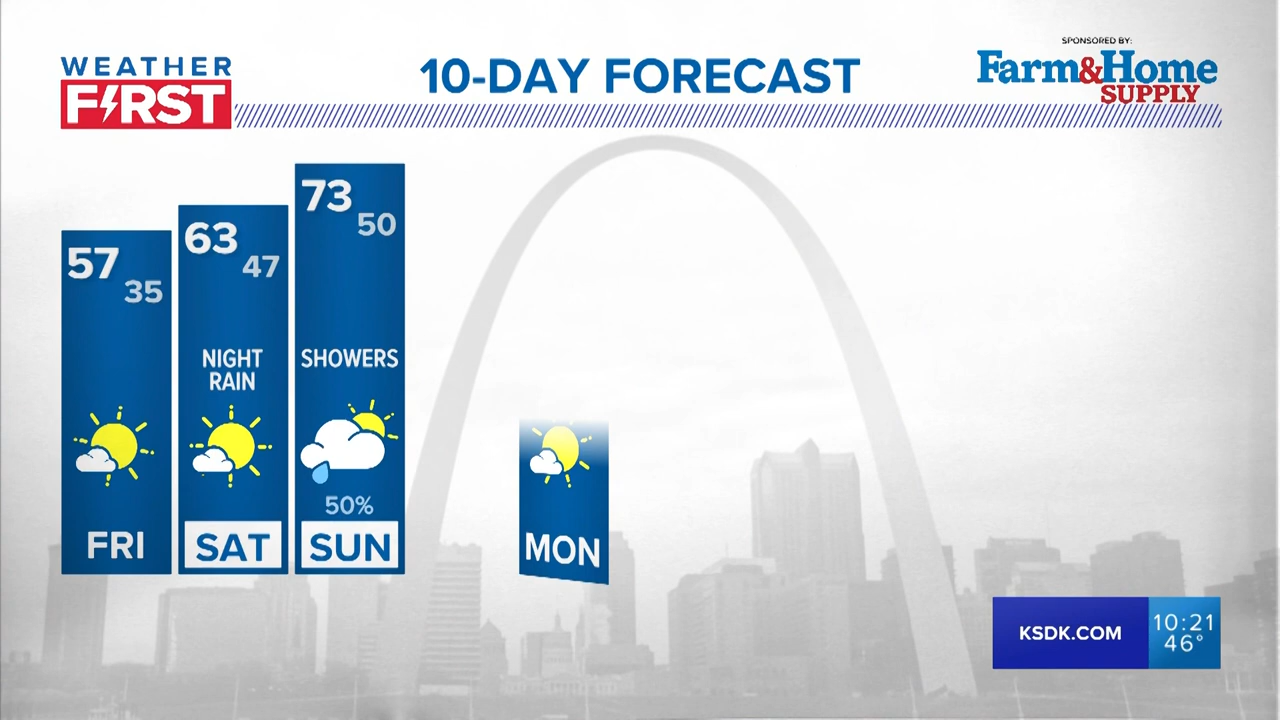 WEATHER
FIRST
10-DAY FORECAST
SPONSORED BY:
Farm&Home
SUPPLY
57
35
FRI
63
47
NIGHT
RAIN
SAT
73
50
SHOWERS
50%
SUN
MON
KSDK.COM
10:21
46°